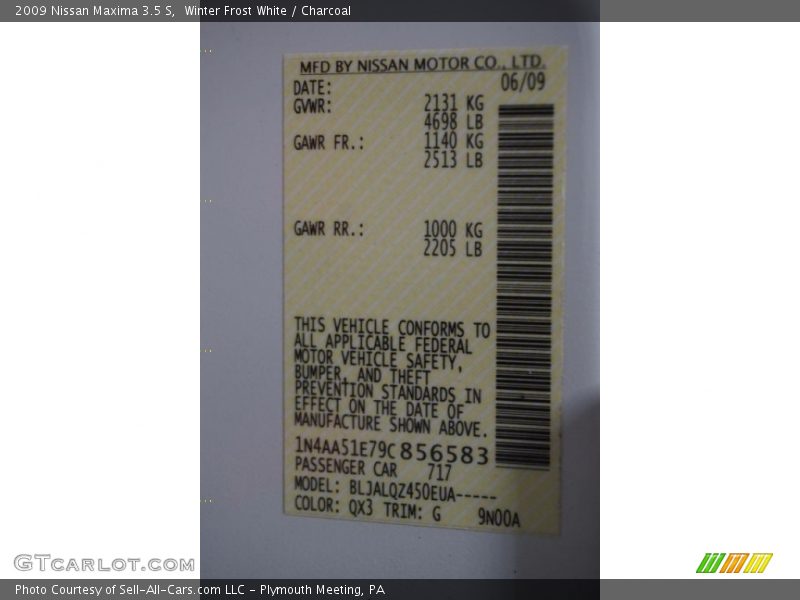 2009 Nissan Maxima 3.5 S,  Winter Frost White / Charcoal
MFD BY NISSAN MOTOR CO., LTD.
DATE: 06/09
GVWR: 2131 KG
4698 LB
GAWR FR.: 1140 KG
2513 LB
GAWR RR.: 1000 KG
2205 LB
THIS VEHICLE CONFORMS TO
ALL APPLICABLE FEDERAL
MOTOR VEHICLE SAFETY,
BUMPER, AND THEFT
PREVENTION STANDARDS IN
EFFECT ON THE DATE OF
MANUFACTURE SHOWN ABOVE.
1N4AA51E79C856583
PASSENGER CAR 717
MODEL: BLJALQZ450EUA-----
COLOR: QX3 TRIM: G 9N00A
GTCARLOT.COM
Photo Courtesy of Sell-All-Cars.com LLC - Plymouth Meeting, PA